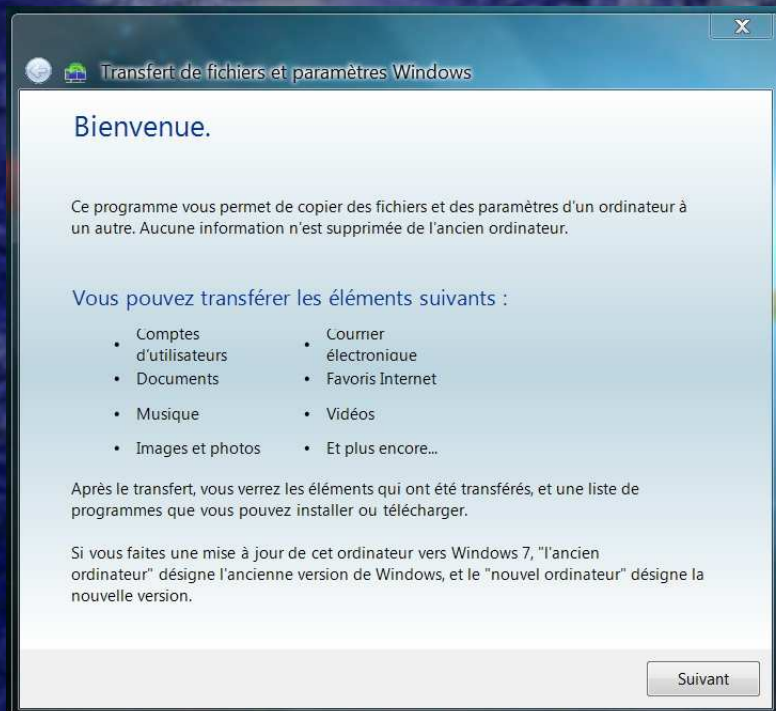 X
Transfert de fichiers et paramètres Windows
Bienvenue.
Ce programme vous permet de copier des fichiers et des paramètres d'un ordinateur à
un autre. Aucune information n'est supprimée de l'ancien ordinateur.
Vous pouvez transférer les éléments suivants :
• Comptes
d'utilisateurs
• Courrier
électronique
• Documents
• Favoris Internet
• Musique
• Vidéos
• Images et photos
• Et plus encore...
Après le transfert, vous verrez les éléments qui ont été transférés, et une liste de
programmes que vous pouvez installer ou télécharger.
Si vous faites une mise à jour de cet ordinateur vers Windows 7, "l'ancien
ordinateur" désigne l'ancienne version de Windows, et le "nouvel ordinateur" désigne la
nouvelle version.
Suivant